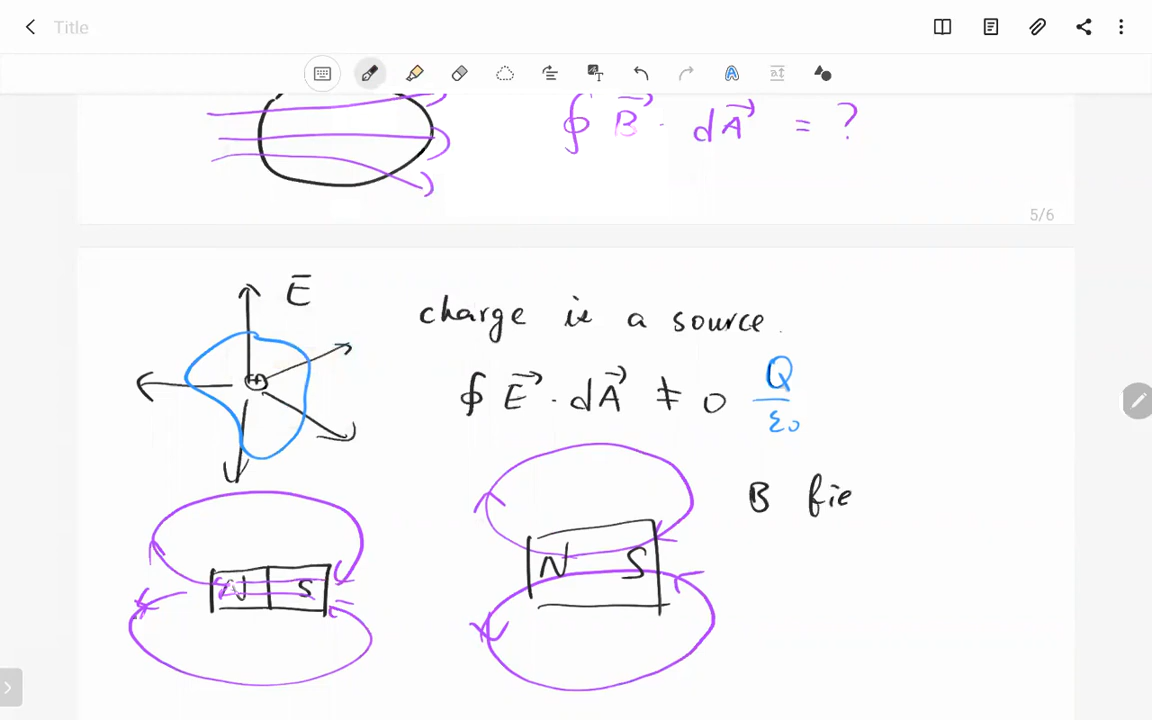 Title
∮ B⃗ · dA⃗ = ?
5/6
E̅
charge is a source.
+
∮ E⃗ · dA⃗ ≠ 0 Q/ε₀
B fie
N S
N S